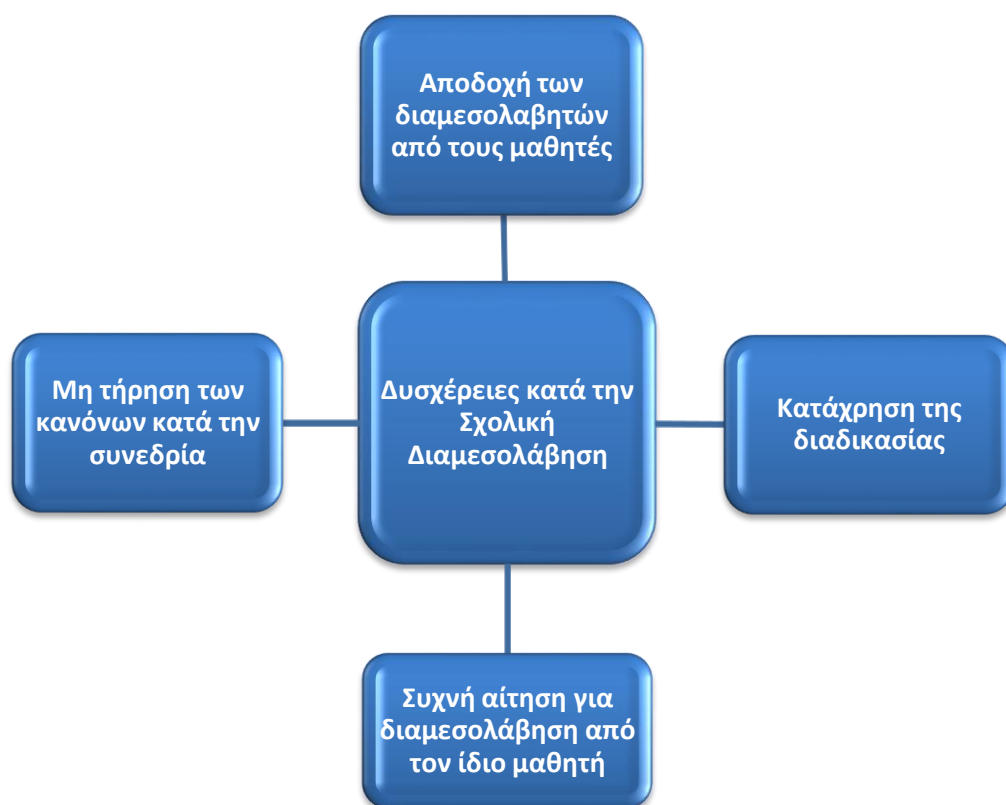 Αποδοχή των
διαμεσολαβητών
από τους μαθητές
Μη τήρηση των
κανόνων κατά την
συνεδρία
Δυσχέρειες κατά την
Σχολική
Διαμεσολάβηση
Κατάχρηση της
διαδικασίας
Συχνή αίτηση για
διαμεσολάβηση από
τον ίδιο μαθητή